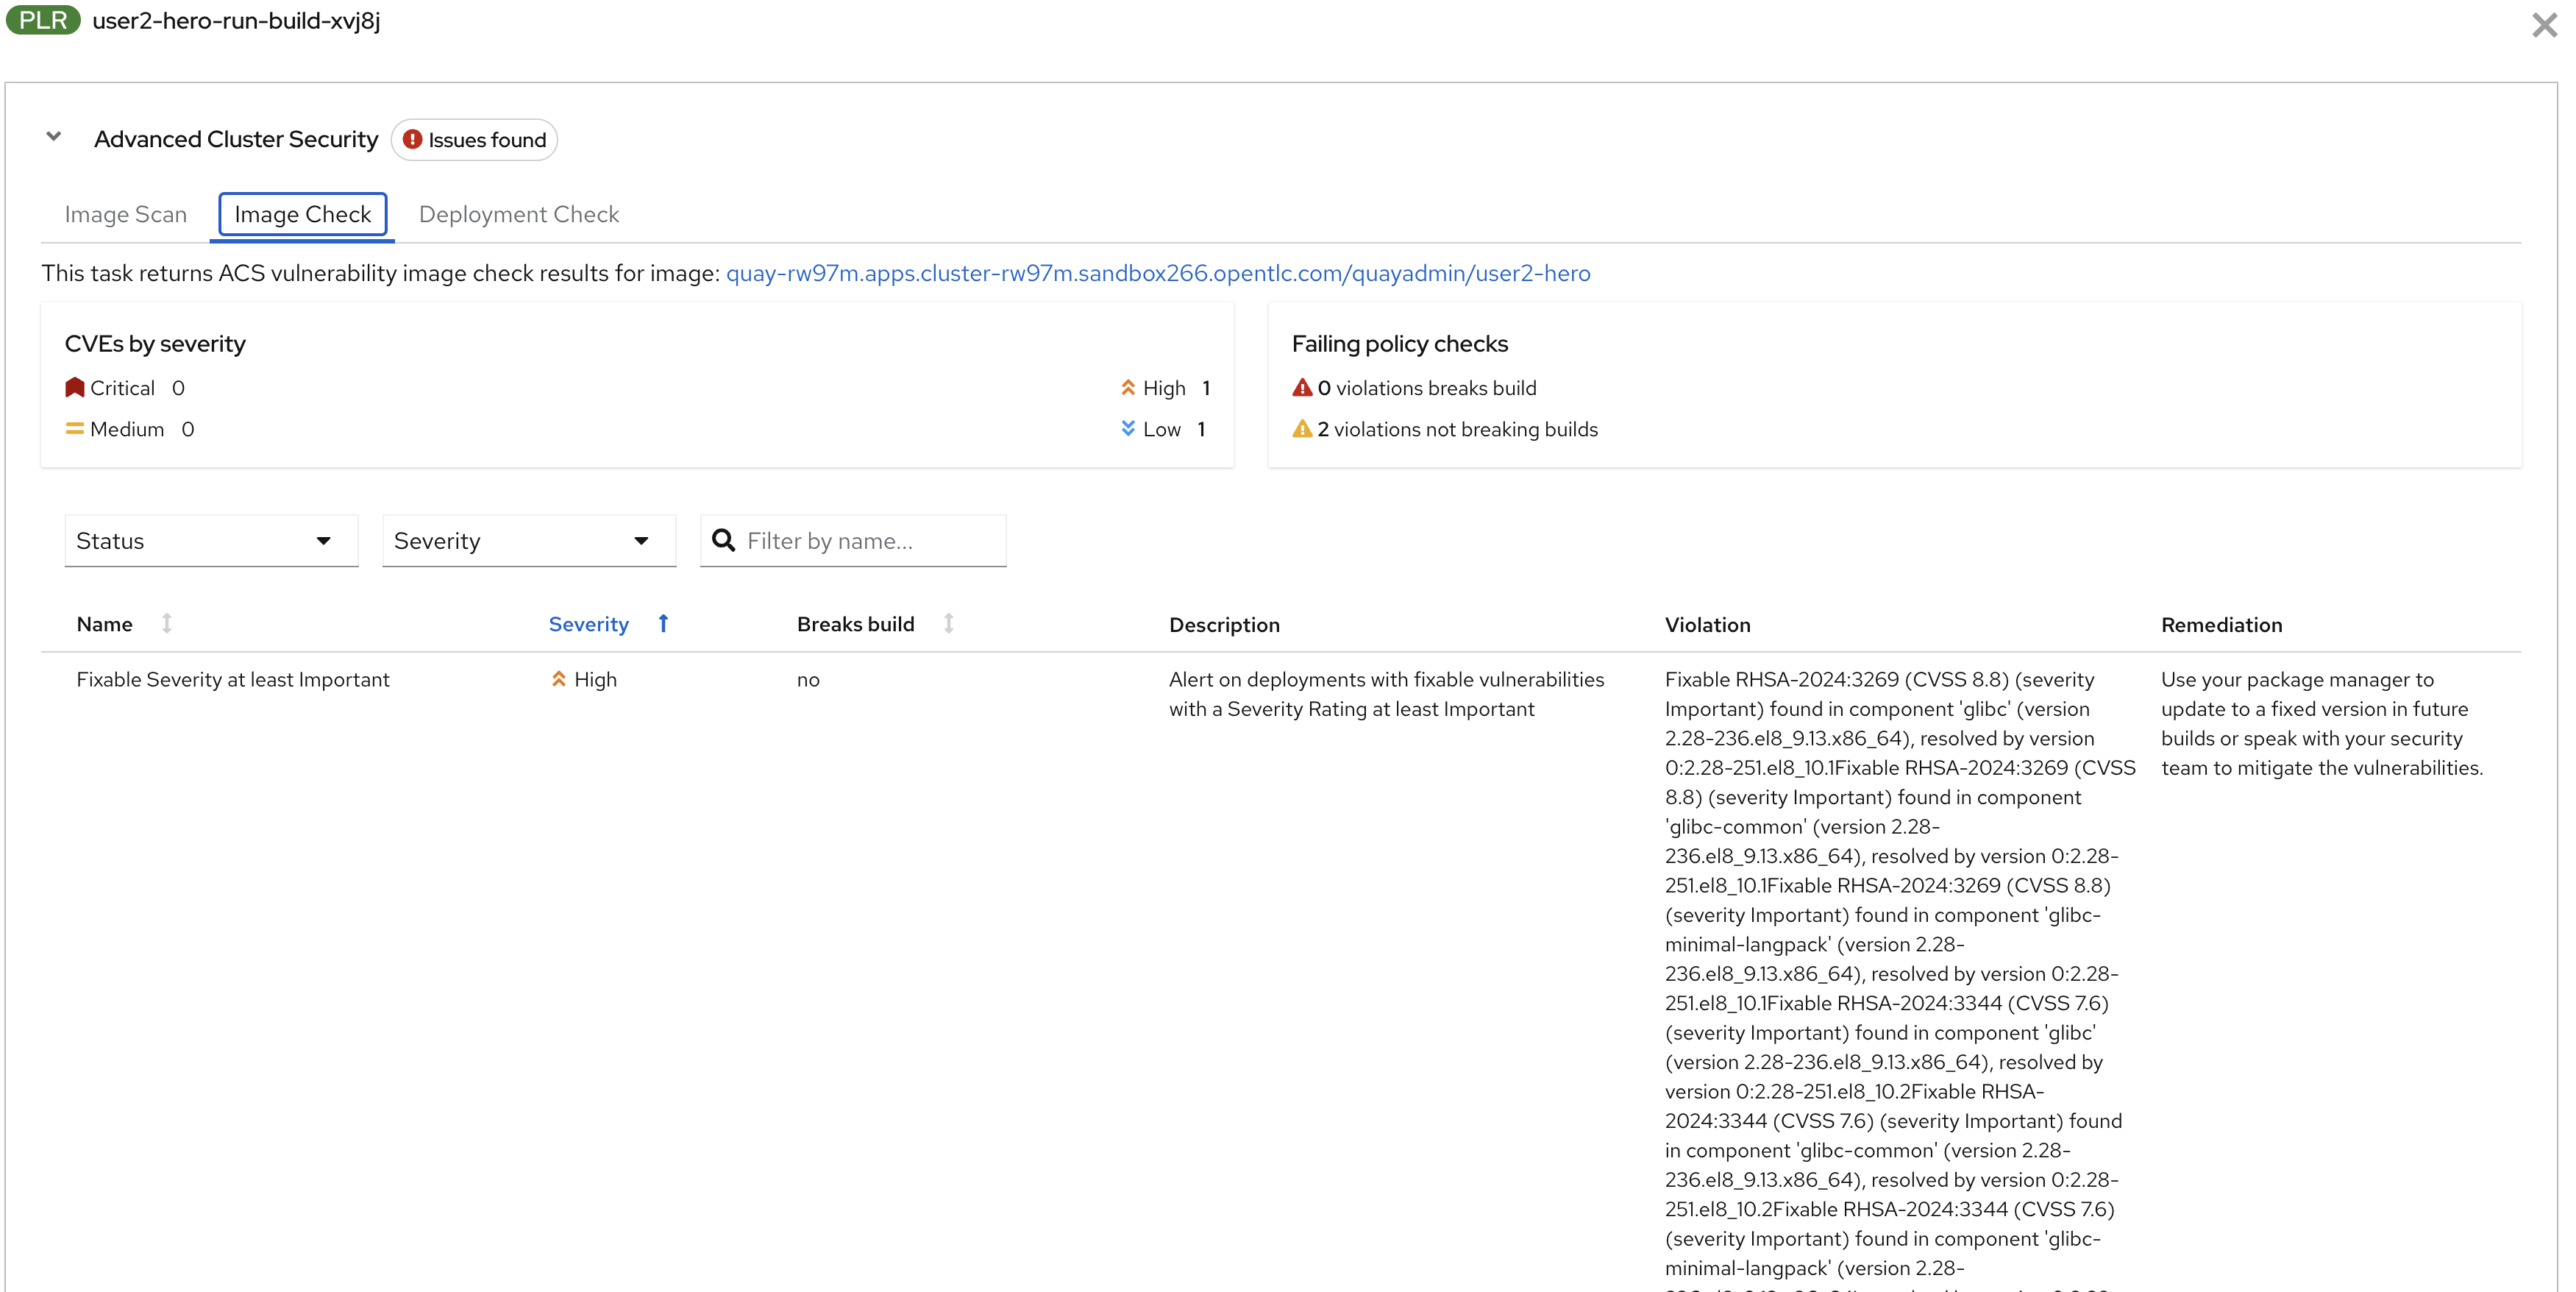 PLR user2-hero-run-build-xvj8j
Advanced Cluster Security Issues found
Image Scan Image Check Deployment Check
This task returns ACS vulnerability image check results for image: quay-rw97m.apps.cluster-rw97m.sandbox266.opentlc.com/quayadmin/user2-hero
CVEs by severity
Critical 0
High 1
Medium 0
Low 1
Failing policy checks
0 violations breaks build
2 violations not breaking builds
Status
Severity
Filter by name...
Name Severity Breaks build Description Violation Remediation
Fixable Severity at least Important
High
no
Alert on deployments with fixable vulnerabilities
with a Severity Rating at least Important
Fixable RHSA-2024:3269 (CVSS 8.8) (severity
Important) found in component 'glibc' (version
2.28-236.el8_9.13.x86_64), resolved by version
0:2.28-251.el8_10.1Fixable RHSA-2024:3269 (CVSS
8.8) (severity Important) found in component
'glibc-common' (version 2.28-
236.el8_9.13.x86_64), resolved by version 0:2.28-
251.el8_10.1Fixable RHSA-2024:3269 (CVSS 8.8)
(severity Important) found in component 'glibc-
minimal-langpack' (version 2.28-
236.el8_9.13.x86_64), resolved by version 0:2.28-
251.el8_10.1Fixable RHSA-2024:3344 (CVSS 7.6)
(severity Important) found in component 'glibc'
(version 2.28-236.el8_9.13.x86_64), resolved by
version 0:2.28-251.el8_10.2Fixable RHSA-
2024:3344 (CVSS 7.6) (severity Important) found
in component 'glibc-common' (version 2.28-
236.el8_9.13.x86_64), resolved by version 0:2.28-
251.el8_10.2Fixable RHSA-2024:3344 (CVSS 7.6)
(severity Important) found in component 'glibc-
minimal-langpack' (version 2.28-
Use your package manager to
update to a fixed version in future
builds or speak with your security
team to mitigate the vulnerabilities.